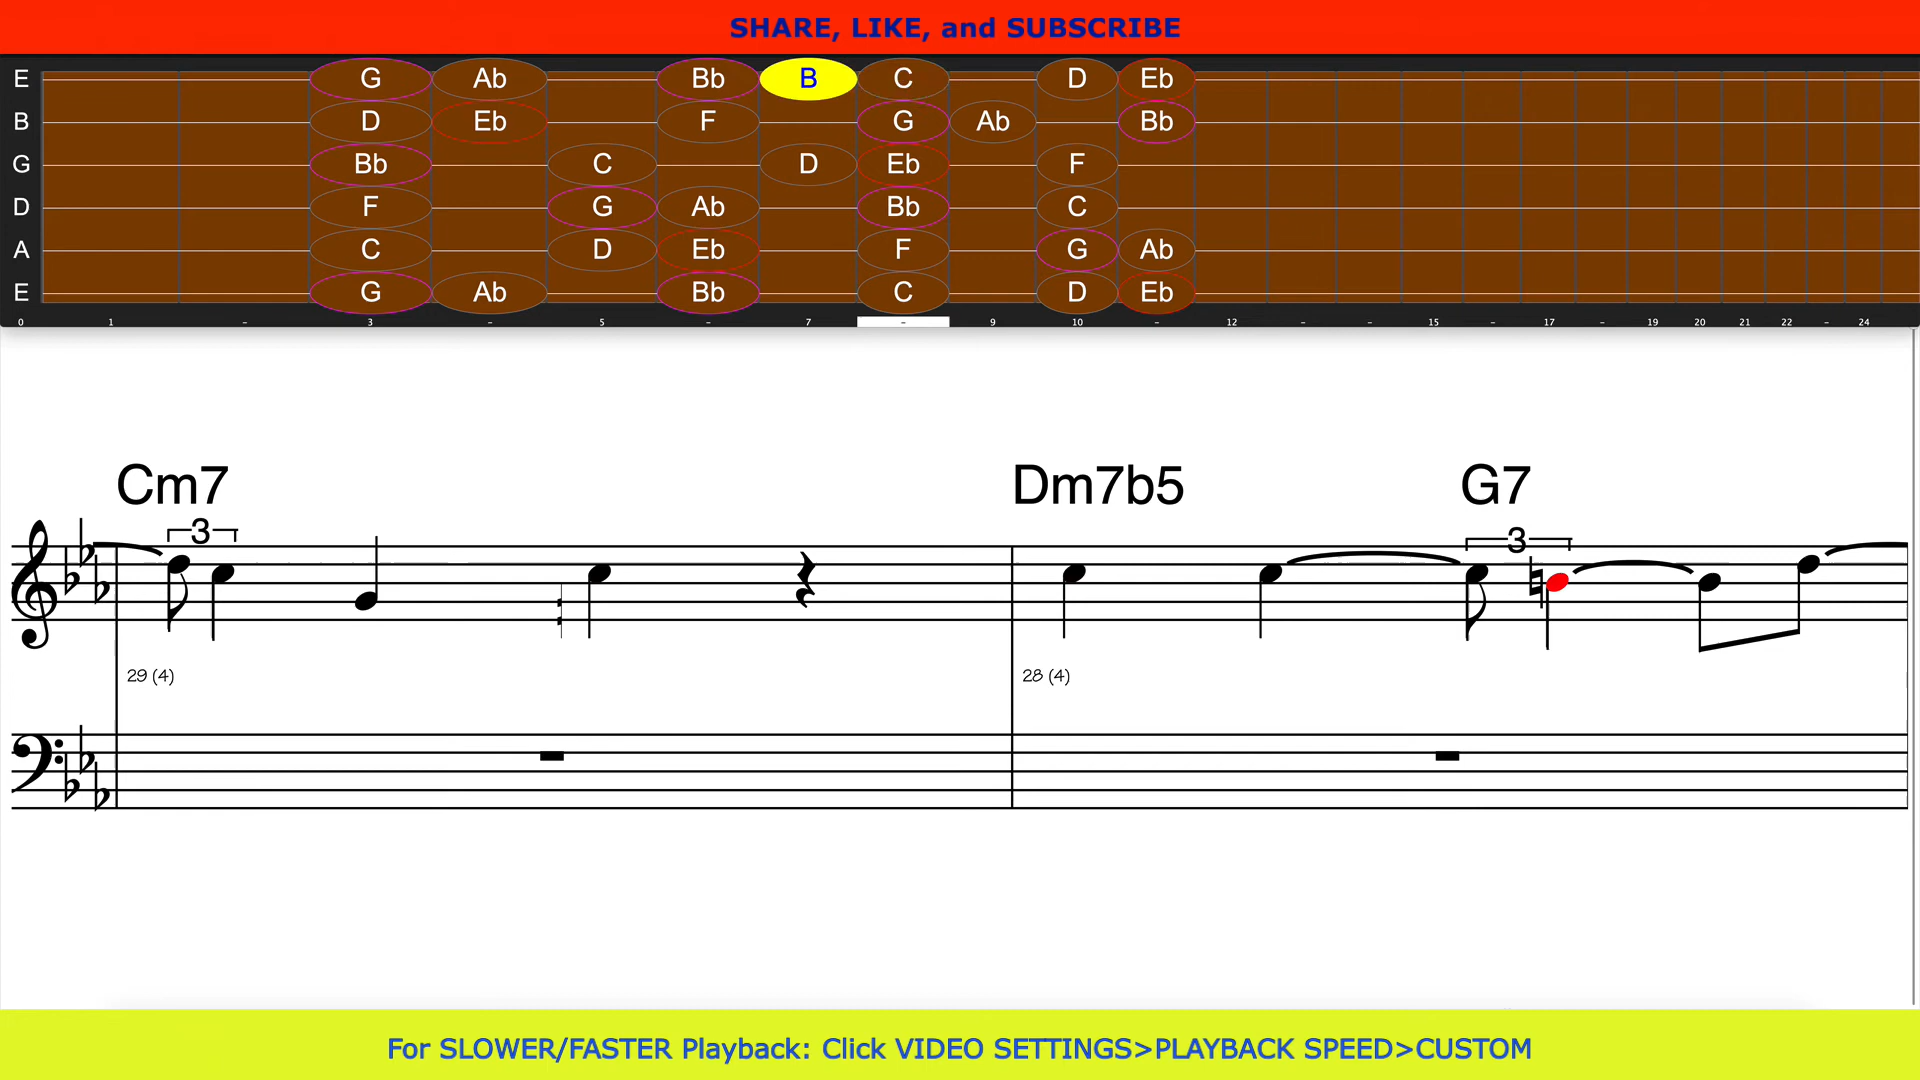 SHARE, LIKE, and SUBSCRIBE
E G Ab Bb B C D Eb
B D Eb F G Ab Bb
G Bb C D Eb F
D F G Ab Bb C
A C D Eb F G Ab
E G Ab Bb C D Eb
0 1 - 3 - 5 - 7 - 9 10 - 12 - - 15 - 17 - 19 20 21 22 - 24
Cm7 Dm7b5 G7
3 3
29 (4) 28 (4)
For SLOWER/FASTER Playback: Click VIDEO SETTINGS>PLAYBACK SPEED>CUSTOM